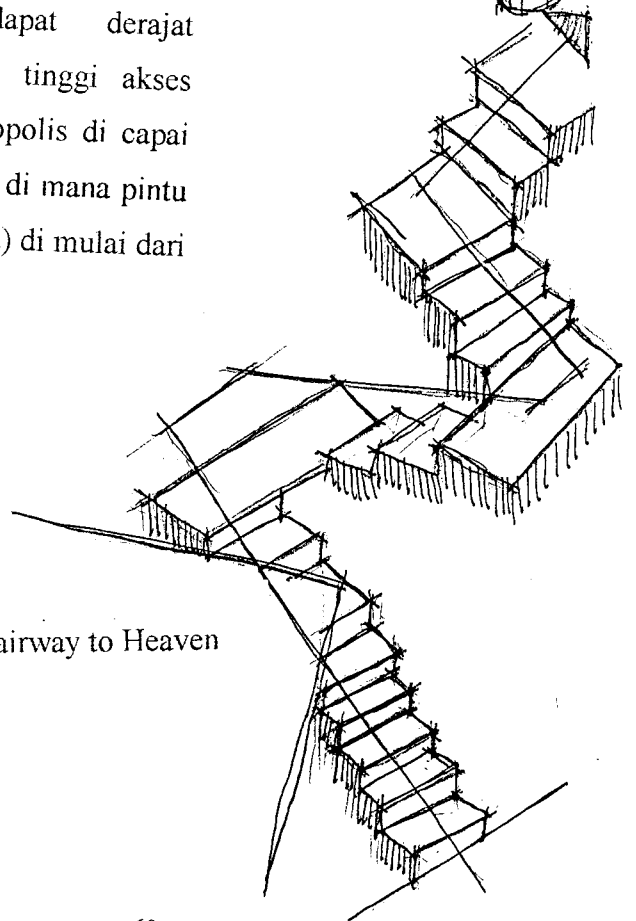 dapat derajat
tinggi akses
opolis di capai
di mana pintu
) di mulai dari
airway to Heaven